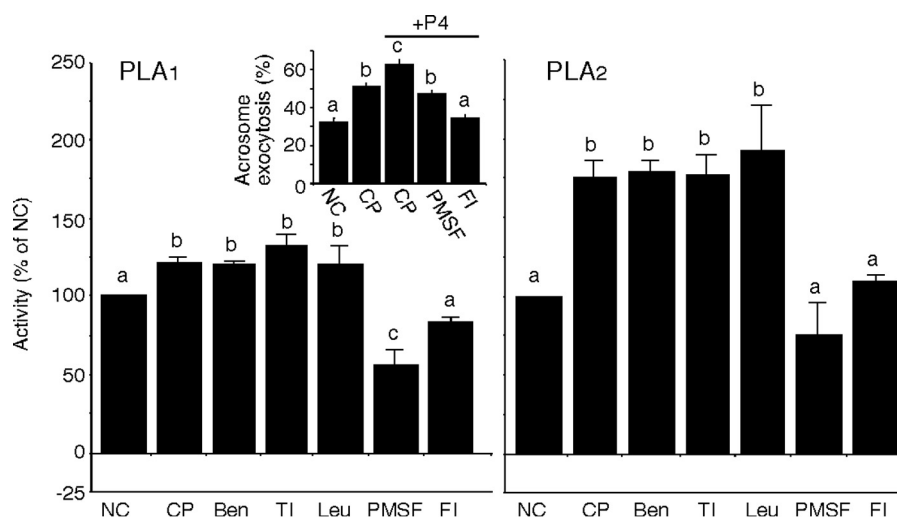 +P4
250
PLA1
c
PLA2
60
b
b
b
200
40
a
a
b
b
b
20
Acrosome
exocytosis (%)
0
NC
CP
CP
PMSF
FI
150
b
b
b
b
a
a
a
a
100
a
c
50
0
-25
Activity (% of NC)
NC CP Ben TI Leu PMSF FI
NC CP Ben TI Leu PMSF FI